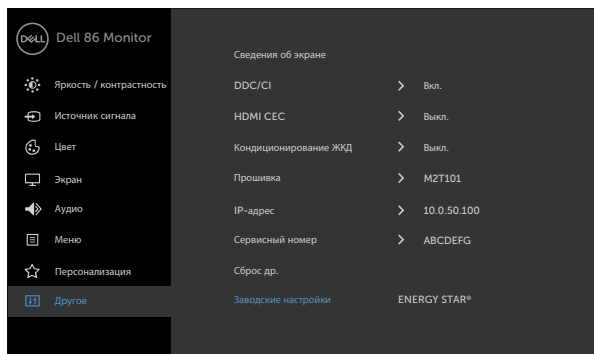 DELL Dell 86 Monitor
Яркость / контрастность
Источник сигнала
Цвет
Экран
Аудио
Меню
Персонализация
Другое
Сведения об экране
DDC/CI Вкл.
HDMI CEC Выкл.
Кондиционирование ЖКД Выкл.
Прошивка M2T101
IP-адрес 10.0.50.100
Сервисный номер ABCDEFG
Сброс др.
Заводские настройки ENERGY STAR®